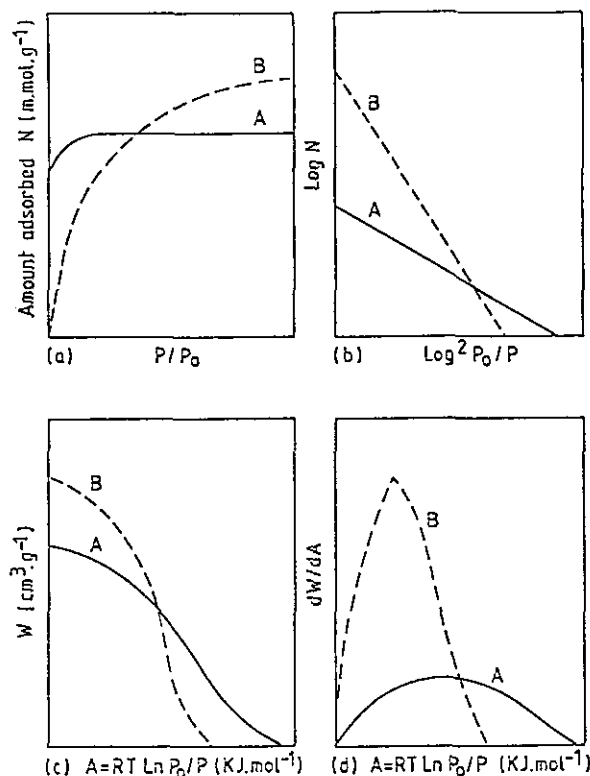 Amount adsorbed N (m.mol.g⁻¹)
B
A
(a) P/P₀
Log N
B
A
(b) Log² P₀/P
W (cm³.g⁻¹)
B
A
(c) A=RT Ln P₀/P (KJ.mol⁻¹)
dW/dA
B
A
(d) A=RT Ln P₀/P (KJ.mol⁻¹)